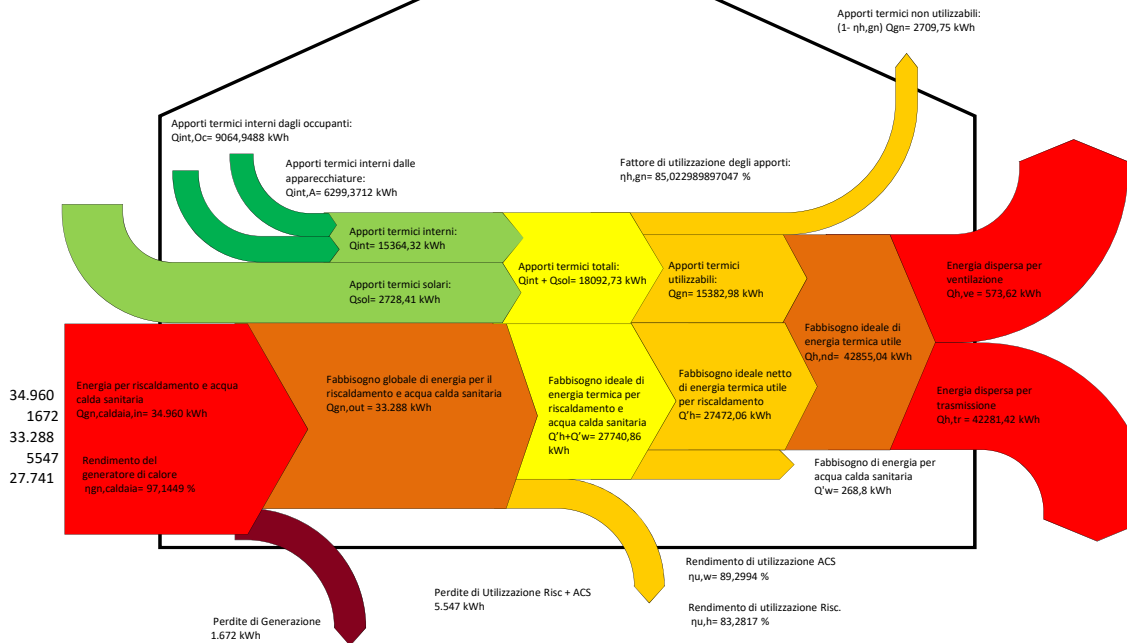 Apporti termici non utilizzabili:
(1- ηh,gn) Qgn= 2709,75 kWh
Apporti termici interni dagli occupanti:
Qint,Oc= 9064,9488 kWh
Apporti termici interni dalle
apparecchiature:
Qint,A= 6299,3712 kWh
Fattore di utilizzazione degli apporti:
ηh,gn= 85,022989897047 %
Apporti termici interni:
Qint= 15364,32 kWh
Apporti termici solari:
Qsol= 2728,41 kWh
Apporti termici totali:
Qint + Qsol= 18092,73 kWh
Apporti termici
utilizzabili:
Qgn= 15382,98 kWh
Energia dispersa per
ventilazione
Qh,ve = 573,62 kWh
Fabbisogno ideale di
energia termica utile
Qh,nd= 42855,04 kWh
34.960
1672
33.288
5547
27.741
Energia per riscaldamento e acqua
calda sanitaria
Qgn,caldaia,in= 34.960 kWh
Rendimento del
generatore di calore
ηgn,caldaia= 97,1449 %
Fabbisogno globale di energia per il
riscaldamento e acqua calda sanitaria
Qgn,out = 33.288 kWh
Fabbisogno ideale di
energia termica per
riscaldamento e
acqua calda sanitaria
Q'h+Q'w= 27740,86
kWh
Fabbisogno ideale netto
di energia termica utile
per riscaldamento
Q'h= 27472,06 kWh
Energia dispersa per
trasmissione
Qh,tr = 42281,42 kWh
Fabbisogno di energia per
acqua calda sanitaria
Q'w= 268,8 kWh
Rendimento di utilizzazione ACS
ηu,w= 89,2994 %
Rendimento di utilizzazione Risc.
ηu,h= 83,2817 %
Perdite di Utilizzazione Risc + ACS
5.547 kWh
Perdite di Generazione
1.672 kWh